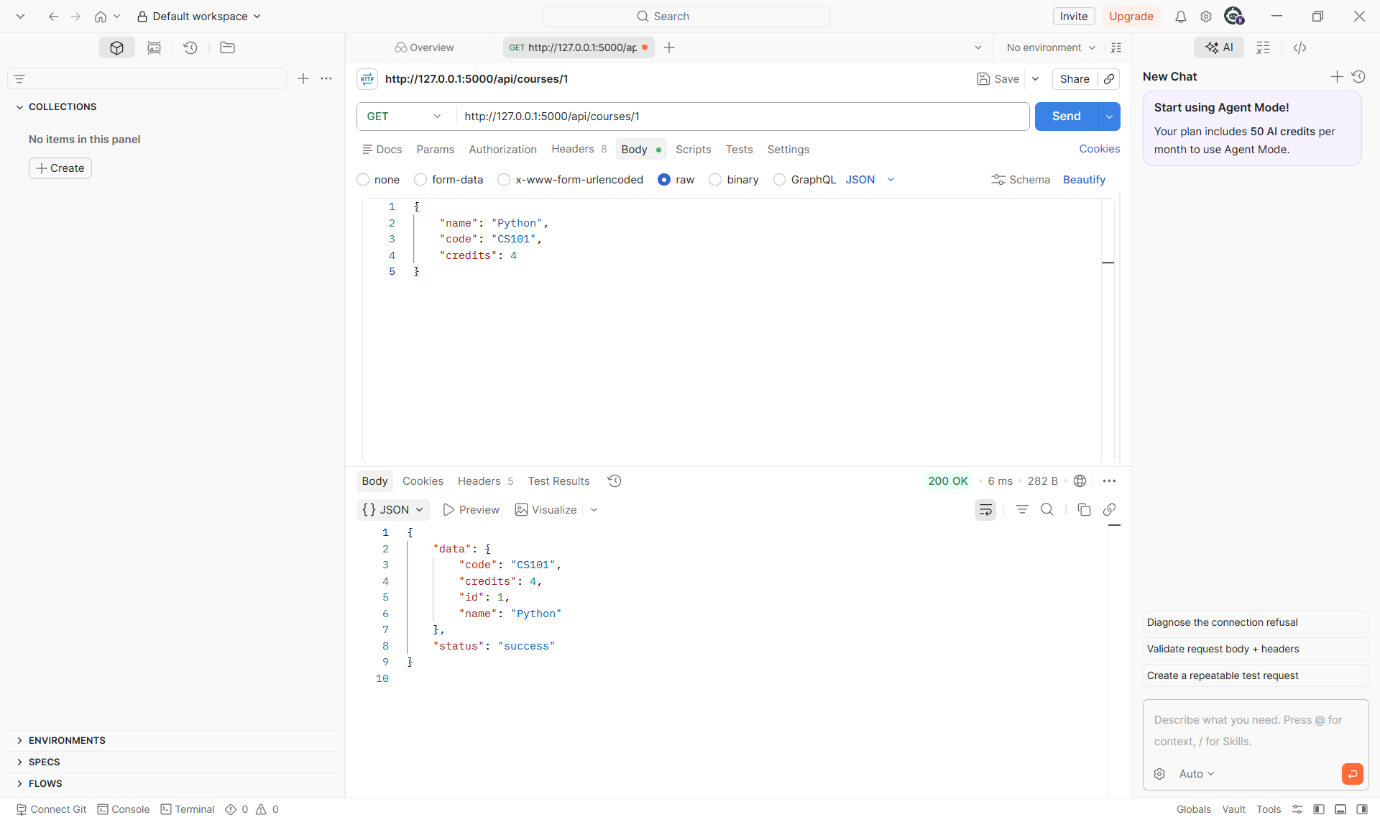 Default workspace
Search
Invite
Upgrade
Overview
GET http://127.0.0.1:5000/ap
No environment
AI
http://127.0.0.1:5000/api/courses/1
Save
Share
New Chat
COLLECTIONS
No items in this panel
Create
GET
http://127.0.0.1:5000/api/courses/1
Send
Start using Agent Mode!
Your plan includes 50 AI credits per
month to use Agent Mode.
Docs Params Authorization Headers 8 Body Scripts Tests Settings Cookies
none form-data x-www-form-urlencoded raw binary GraphQL JSON Schema Beautify
1 {
2 "name": "Python",
3 "code": "CS101",
4 "credits": 4
5 }
Body Cookies Headers 5 Test Results 200 OK • 6 ms • 282 B
{ } JSON Preview Visualize
1 {
2 "data": {
3 "code": "CS101",
4 "credits": 4,
5 "id": 1,
6 "name": "Python"
7 },
8 "status": "success"
9 }
10
Diagnose the connection refusal
Validate request body + headers
Create a repeatable test request
Describe what you need. Press @ for
context, / for Skills.
Auto
ENVIRONMENTS
SPECS
FLOWS
Connect Git Console Terminal 0 0
Globals Vault Tools